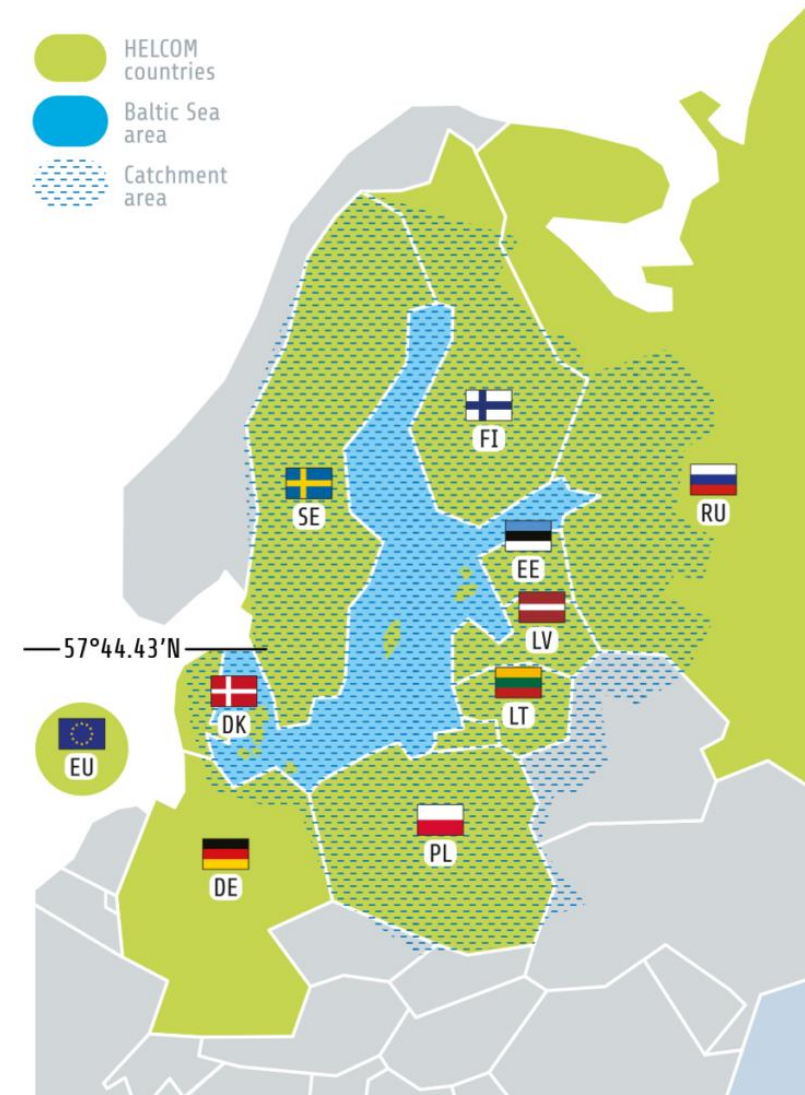 HELCOM
countries
Baltic Sea
area
Catchment
area
FI
SE
RU
EE
LV
57°44.43'N
LT
DK
EU
PL
DE